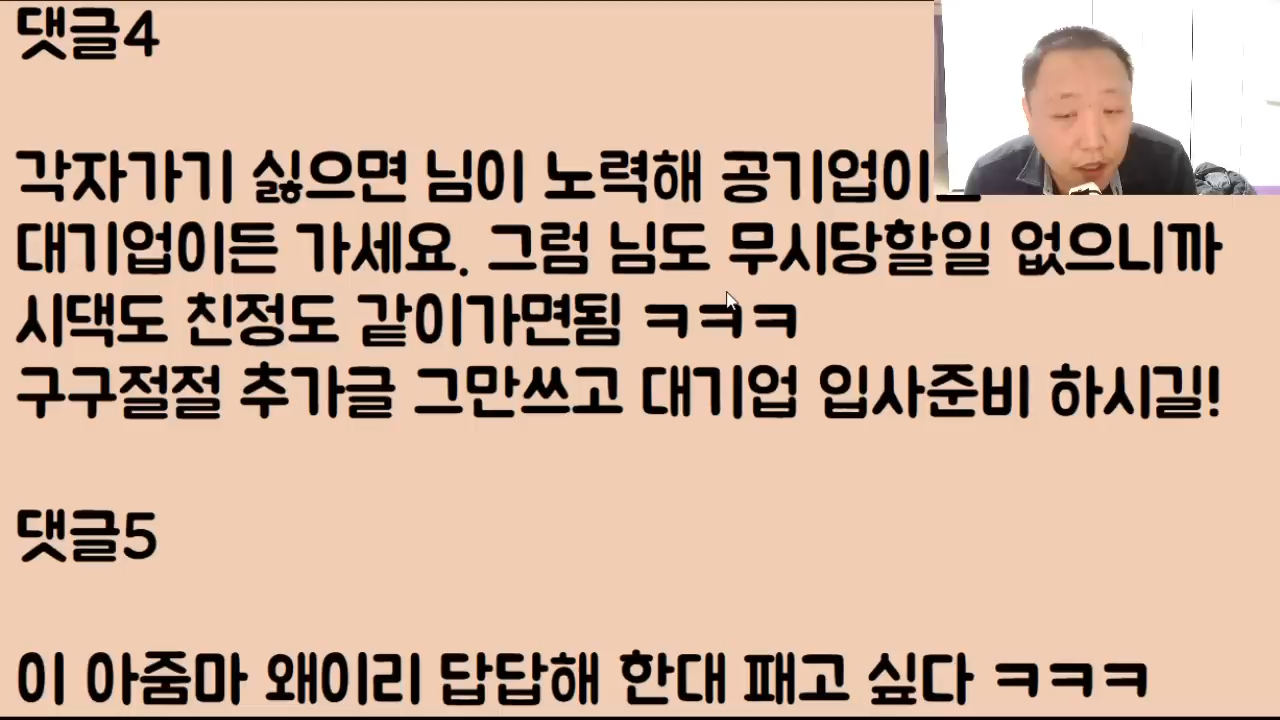 댓글4
각자가기 싫으면 님이 노력해 공기업이
대기업이든 가세요. 그럼 님도 무시당할일 없으니까
시댁도 친정도 같이가면됨 ㅋㅋㅋ
구구절절 추가글 그만쓰고 대기업 입사준비 하시길!
댓글5
이 아줌마 왜이리 답답해 한대 패고 싶다 ㅋㅋㅋ